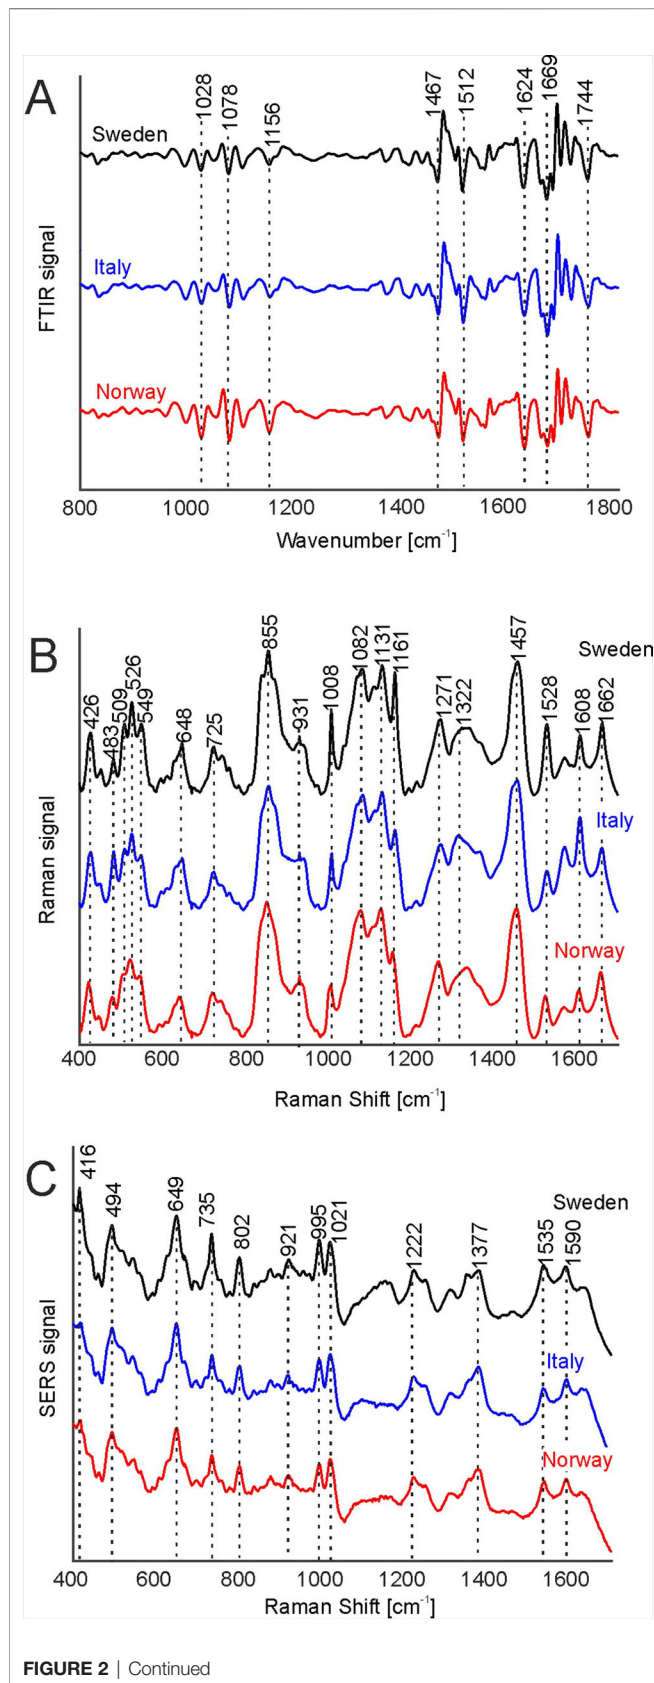 A
1028
1078
1156
1467
1512
1624
1669
1744
Sweden
Italy
Norway
FTIR signal
800 1000 1200 1400 1600 1800
Wavenumber [cm⁻¹]
B
426
483
509
526
549
648
725
855
931
1008
1082
1131
1161
1271
1322
1457
1528
1608
1662
Sweden
Italy
Norway
Raman signal
400 600 800 1000 1200 1400 1600
Raman Shift [cm⁻¹]
C
416
494
649
735
802
921
995
1021
1222
1377
1535
1590
Sweden
Italy
Norway
SERS signal
400 600 800 1000 1200 1400 1600
Raman Shift [cm⁻¹]
FIGURE 2 | Continued